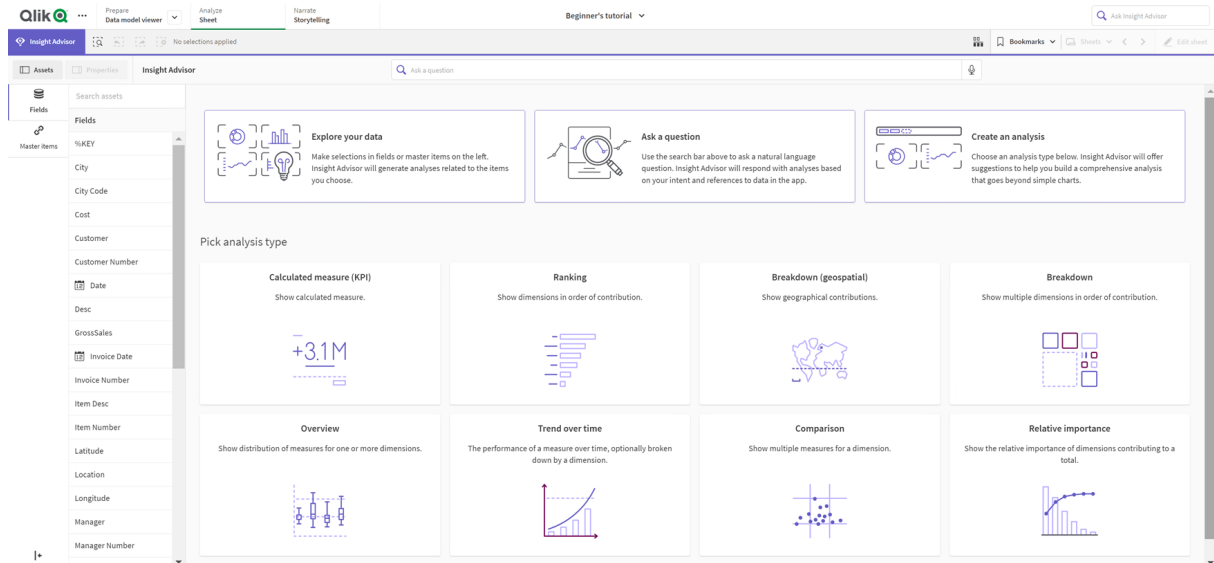 Qlik
Prepare
Data model viewer
Analyze
Sheet
Narrate
Storytelling
Beginner's tutorial
Ask Insight Advisor
Insight Advisor
No selections applied
Bookmarks
Sheets
Edit sheet
Assets
Properties
Insight Advisor
Ask a question
Fields
Master items
Search assets
Fields
%KEY
City
City Code
Cost
Customer
Customer Number
Date
Desc
GrossSales
Invoice Date
Invoice Number
Item Desc
Item Number
Latitude
Location
Longitude
Manager
Manager Number
Explore your data
Make selections in fields or master items on the left.
Insight Advisor will generate analyses related to the items
you choose.
Ask a question
Use the search bar above to ask a natural language
question. Insight Advisor will respond with analyses based
on your intent and references to data in the app.
Create an analysis
Choose an analysis type below. Insight Advisor will offer
suggestions to help you build a comprehensive analysis
that goes beyond simple charts.
Pick analysis type
Calculated measure (KPI)
Show calculated measure.
+3.1M
Ranking
Show dimensions in order of contribution.
Breakdown (geospatial)
Show geographical contributions.
Breakdown
Show multiple dimensions in order of contribution.
Overview
Show distribution of measures for one or more dimensions.
Trend over time
The performance of a measure over time, optionally broken
down by a dimension.
Comparison
Show multiple measures for a dimension.
Relative importance
Show the relative importance of dimensions contributing to a
total.